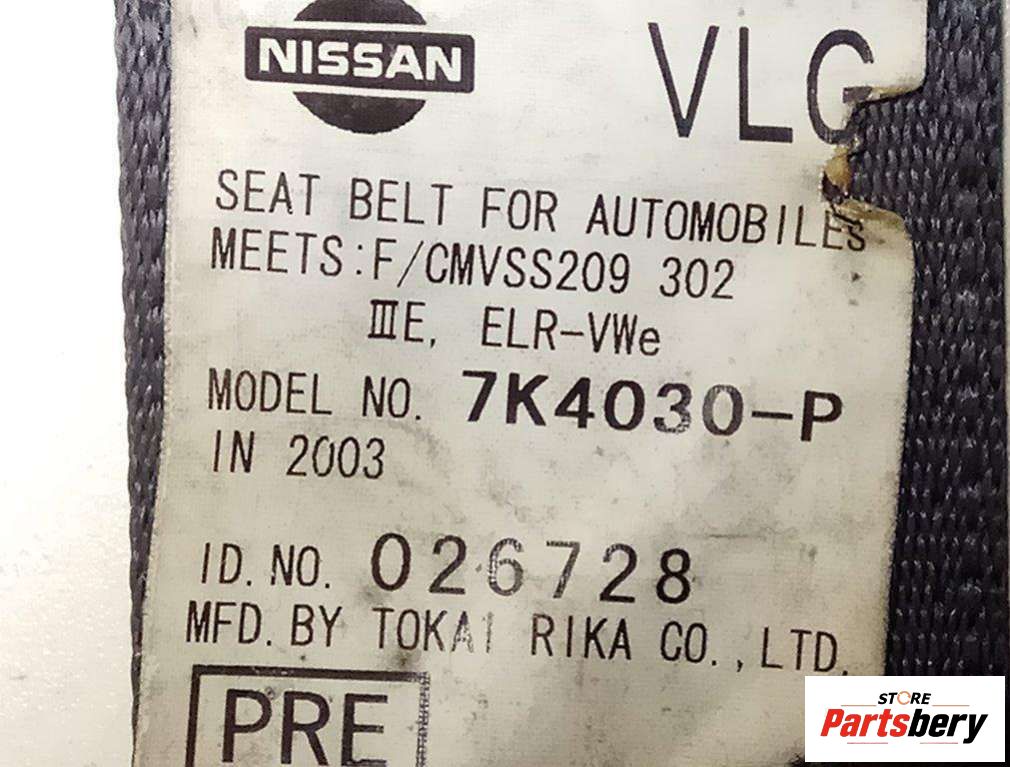 NISSAN VLG
SEAT BELT FOR AUTOMOBILES
MEETS:F/CMVSS209 302
ⅢE, ELR-VWe
MODEL NO. 7K4030-P
IN 2003
ID.NO. 026728
MFD.BY TOKAI RIKA CO.,LTD.
PRE
STORE
Partsbery